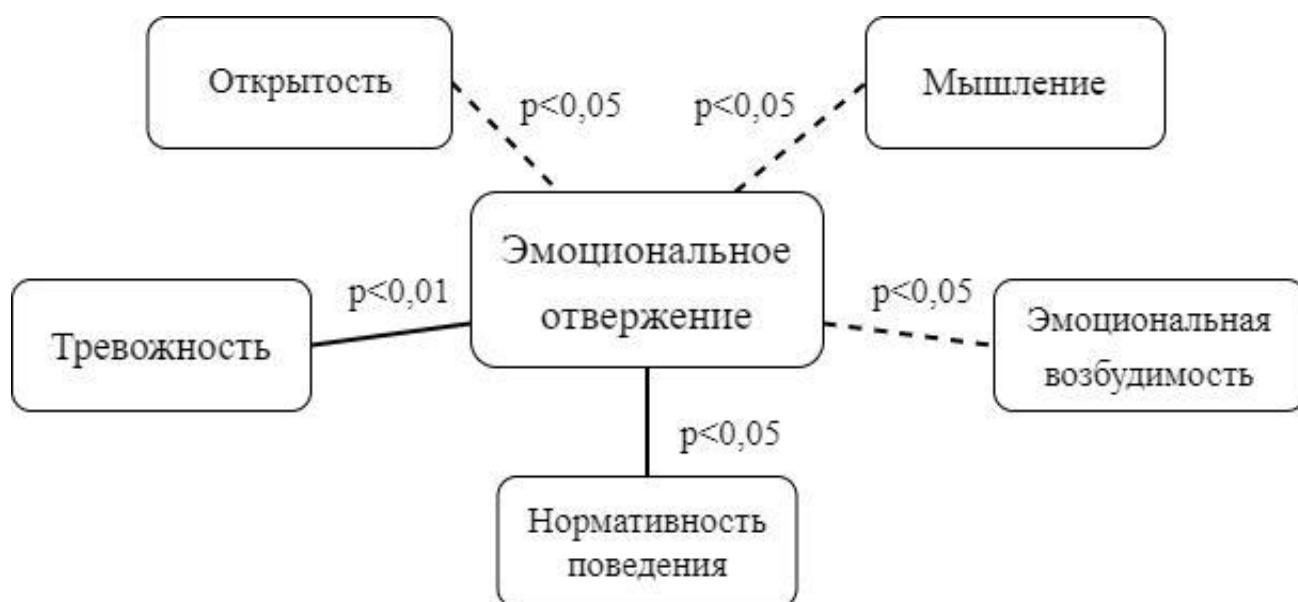 Открытость
Мышление
p<0,05
p<0,05
Эмоциональное
отвержение
p<0,01
p<0,05
Тревожность
Эмоциональная
возбудимость
p<0,05
Нормативность
поведения